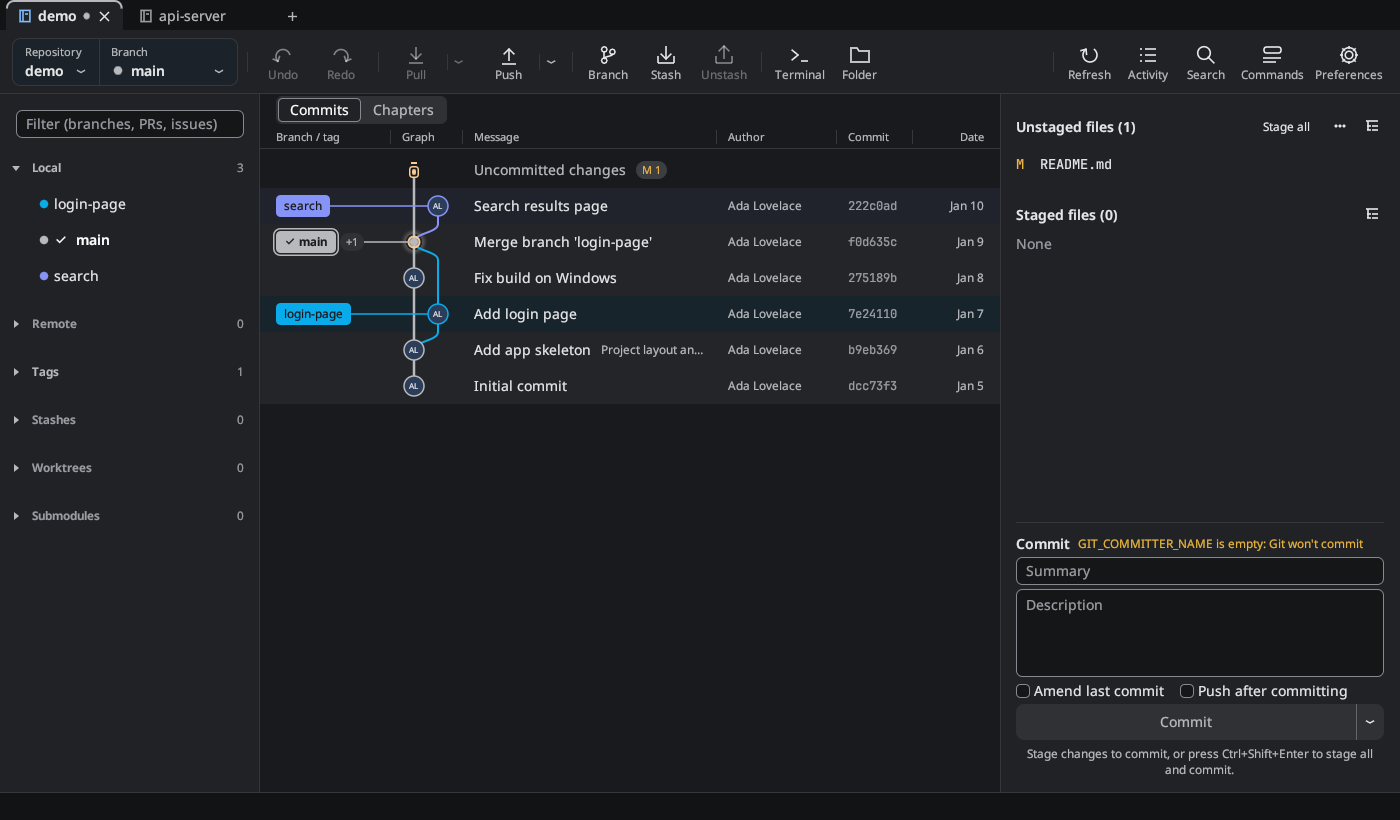 demo
api-server
Repository
demo
Branch
main
Undo
Redo
Pull
Push
Branch
Stash
Unstash
Terminal
Folder
Refresh
Activity
Search
Commands
Preferences
Filter (branches, PRs, issues)
Local 3
login-page
main
search
Remote 0
Tags 1
Stashes 0
Worktrees 0
Submodules 0
Commits Chapters
Branch / tag Graph Message Author Commit Date
Uncommitted changes M 1
search AL Search results page Ada Lovelace 222c0ad Jan 10
main +1 Merge branch 'login-page' Ada Lovelace f0d635c Jan 9
AL Fix build on Windows Ada Lovelace 275189b Jan 8
login-page AL Add login page Ada Lovelace 7e24110 Jan 7
AL Add app skeleton Project layout an... Ada Lovelace b9eb369 Jan 6
AL Initial commit Ada Lovelace dcc73f3 Jan 5
Unstaged files (1) Stage all
M README.md
Staged files (0)
None
Commit GIT_COMMITTER_NAME is empty: Git won't commit
Summary
Description
Amend last commit Push after committing
Commit
Stage changes to commit, or press Ctrl+Shift+Enter to stage all
and commit.